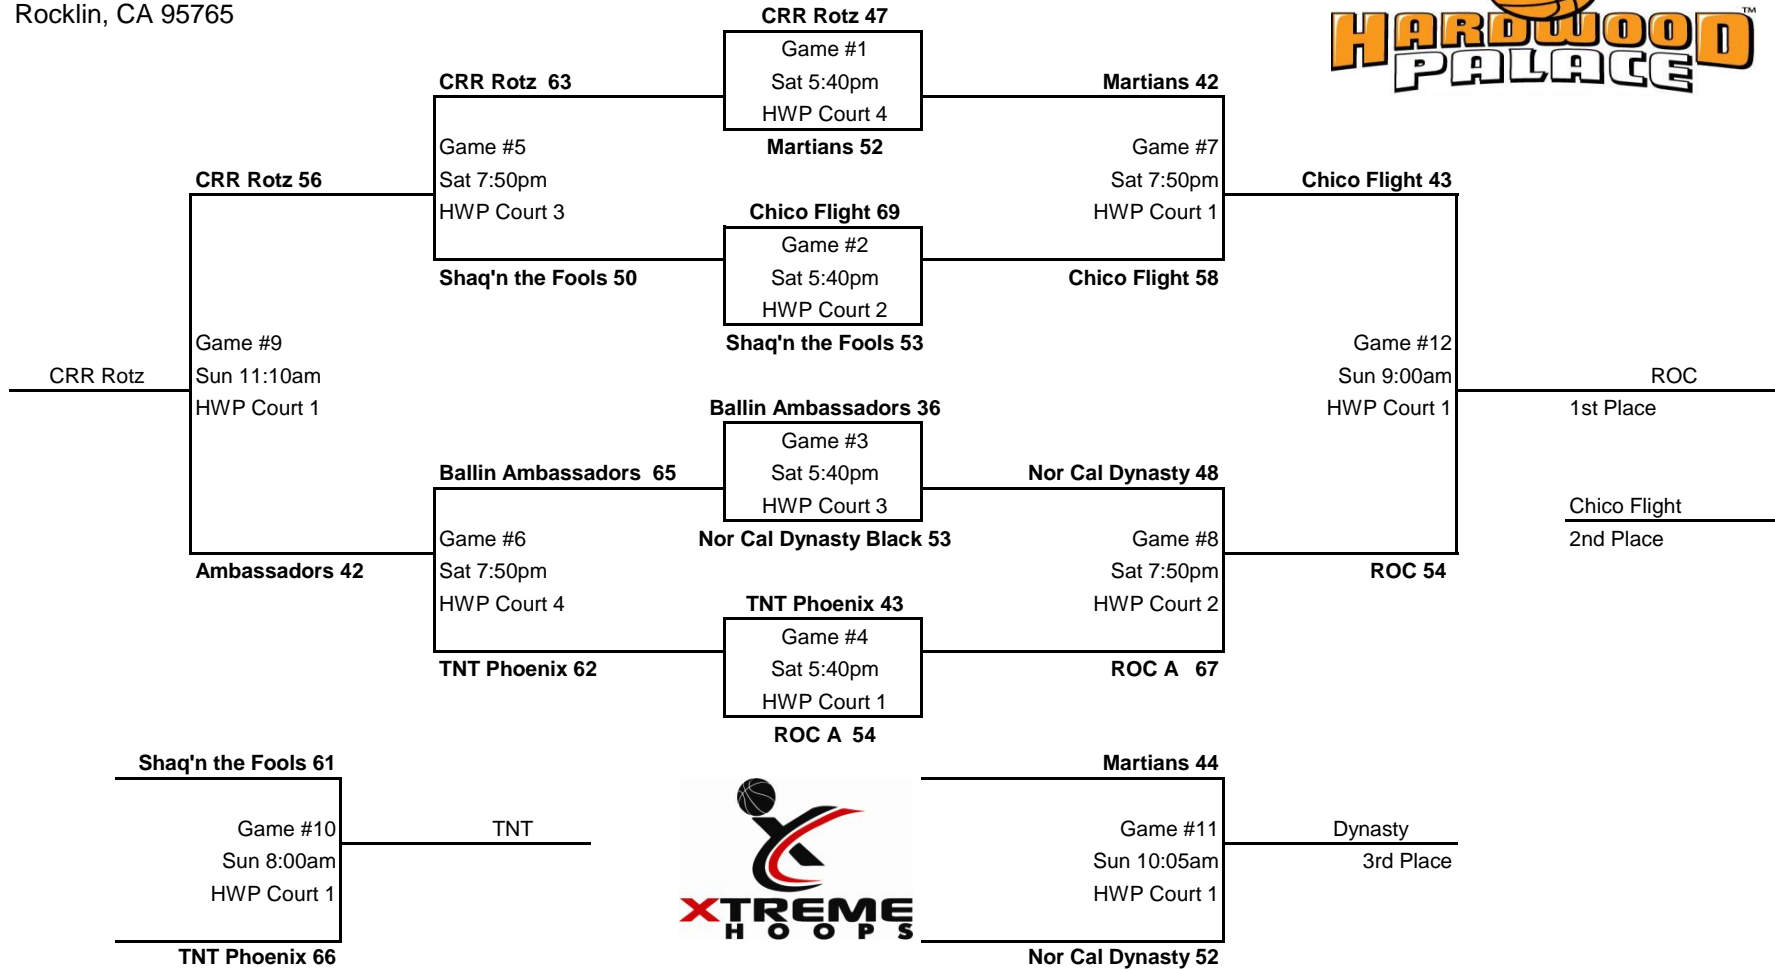 Rocklin, CA 95765
HARDWOOD
PALACE
TM
CRR Rotz 47
Game #1
Sat 5:40pm
HWP Court 4
Martians 52
CRR Rotz  63
Game #5
Sat 7:50pm
HWP Court 3
Shaq'n the Fools 50
Chico Flight 69
Game #2
Sat 5:40pm
HWP Court 2
Shaq'n the Fools 53
Martians 42
Game #7
Sat 7:50pm
HWP Court 1
Chico Flight 58
CRR Rotz 56
Game #9
Sun 11:10am
HWP Court 1
Ambassadors 42
CRR Rotz
Chico Flight 43
Game #12
Sun 9:00am
HWP Court 1
ROC 54
ROC
1st Place
Chico Flight
2nd Place
Ballin Ambassadors 36
Game #3
Sat 5:40pm
HWP Court 3
Nor Cal Dynasty Black 53
Ballin Ambassadors  65
Game #6
Sat 7:50pm
HWP Court 4
TNT Phoenix 62
TNT Phoenix 43
Game #4
Sat 5:40pm
HWP Court 1
ROC A  54
Nor Cal Dynasty 48
Game #8
Sat 7:50pm
HWP Court 2
ROC A   67
Shaq'n the Fools 61
Game #10
Sun 8:00am
HWP Court 1
TNT Phoenix 66
TNT
XTREME
HOOPS
Martians 44
Game #11
Sun 10:05am
HWP Court 1
Nor Cal Dynasty 52
Dynasty
3rd Place